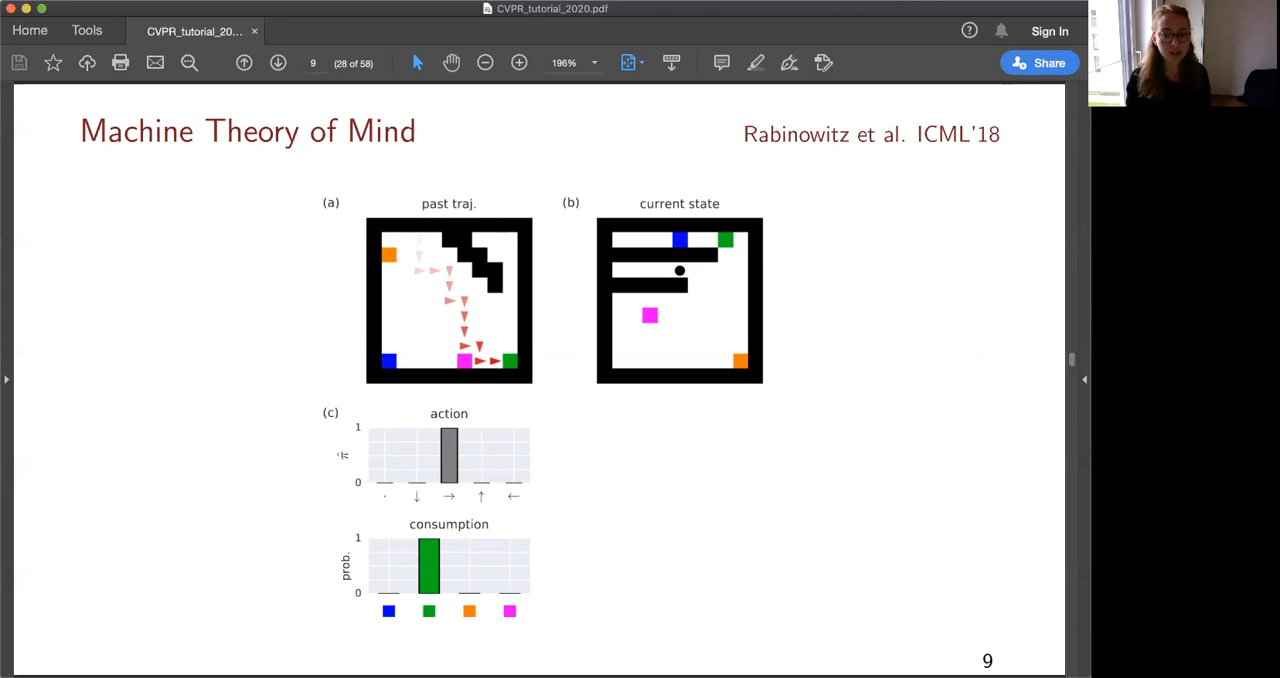 CVPR_tutorial_2020.pdf
Home Tools CVPR_tutorial_20... × Sign In
9 (28 of 58) 196% Share
Machine Theory of Mind Rabinowitz et al. ICML'18
(a) past traj. (b) current state
(c) action
1
π̂
0
· ↓ → ↑ ←
consumption
1
prob.
0
9